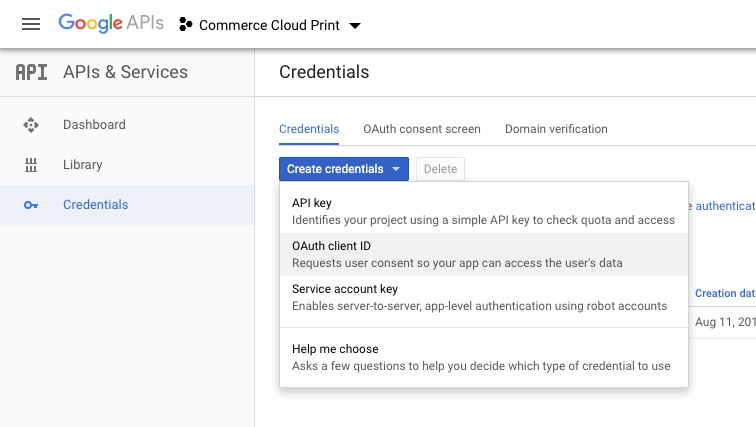 Google APIs Commerce Cloud Print
API APIs & Services Credentials
Dashboard
Library
Credentials
Credentials OAuth consent screen Domain verification
Create credentials Delete
API key
Identifies your project using a simple API key to check quota and access
OAuth client ID
Requests user consent so your app can access the user's data
Service account key
Enables server-to-server, app-level authentication using robot accounts
Help me choose
Asks a few questions to help you decide which type of credential to use
e authenticat
Creation dat
Aug 11, 201